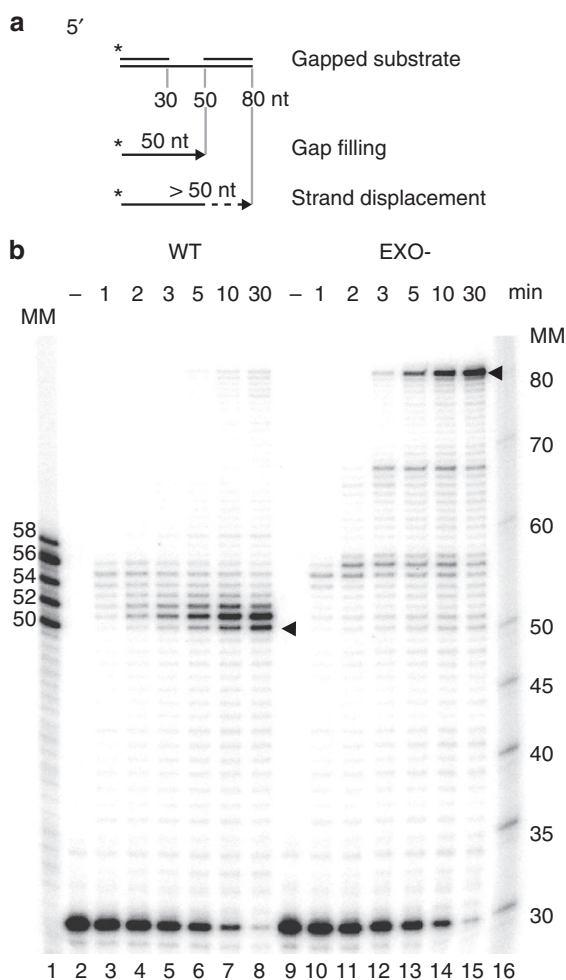 a
5′
*
Gapped substrate
30 50 80 nt
* 50 nt
Gap filling
* > 50 nt
Strand displacement
b
WT EXO-
– 1 2 3 5 10 30 – 1 2 3 5 10 30 min
MM
MM
80
70
60
58
56
54
52
50
50
45
40
35
30
1 2 3 4 5 6 7 8 9 10 11 12 13 14 15 16